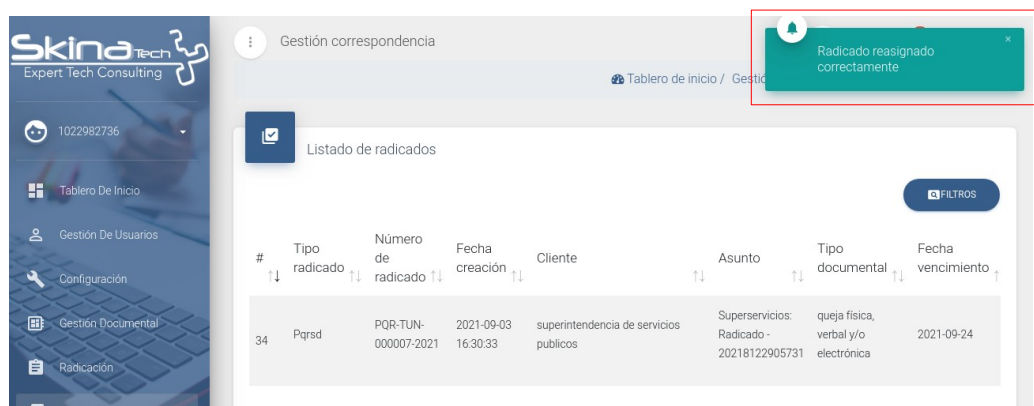 Skina Tech
Expert Tech Consulting
Gestión correspondencia
Radicado reasignado
correctamente
×
Tablero de inicio / Gestió
1022982736
Listado de radicados
Tablero De Inicio
FILTROS
Gestión De Usuarios
Configuración
Gestión Documental
Radicación
# Tipo radicado Número de radicado Fecha creación Cliente Asunto Tipo documental Fecha vencimiento
34 Pqrsd PQR-TUN-000007-2021 2021-09-03 16:30:33 superintendencia de servicios publicos Superservicios: Radicado - 20218122905731 queja física, verbal y/o electrónica 2021-09-24